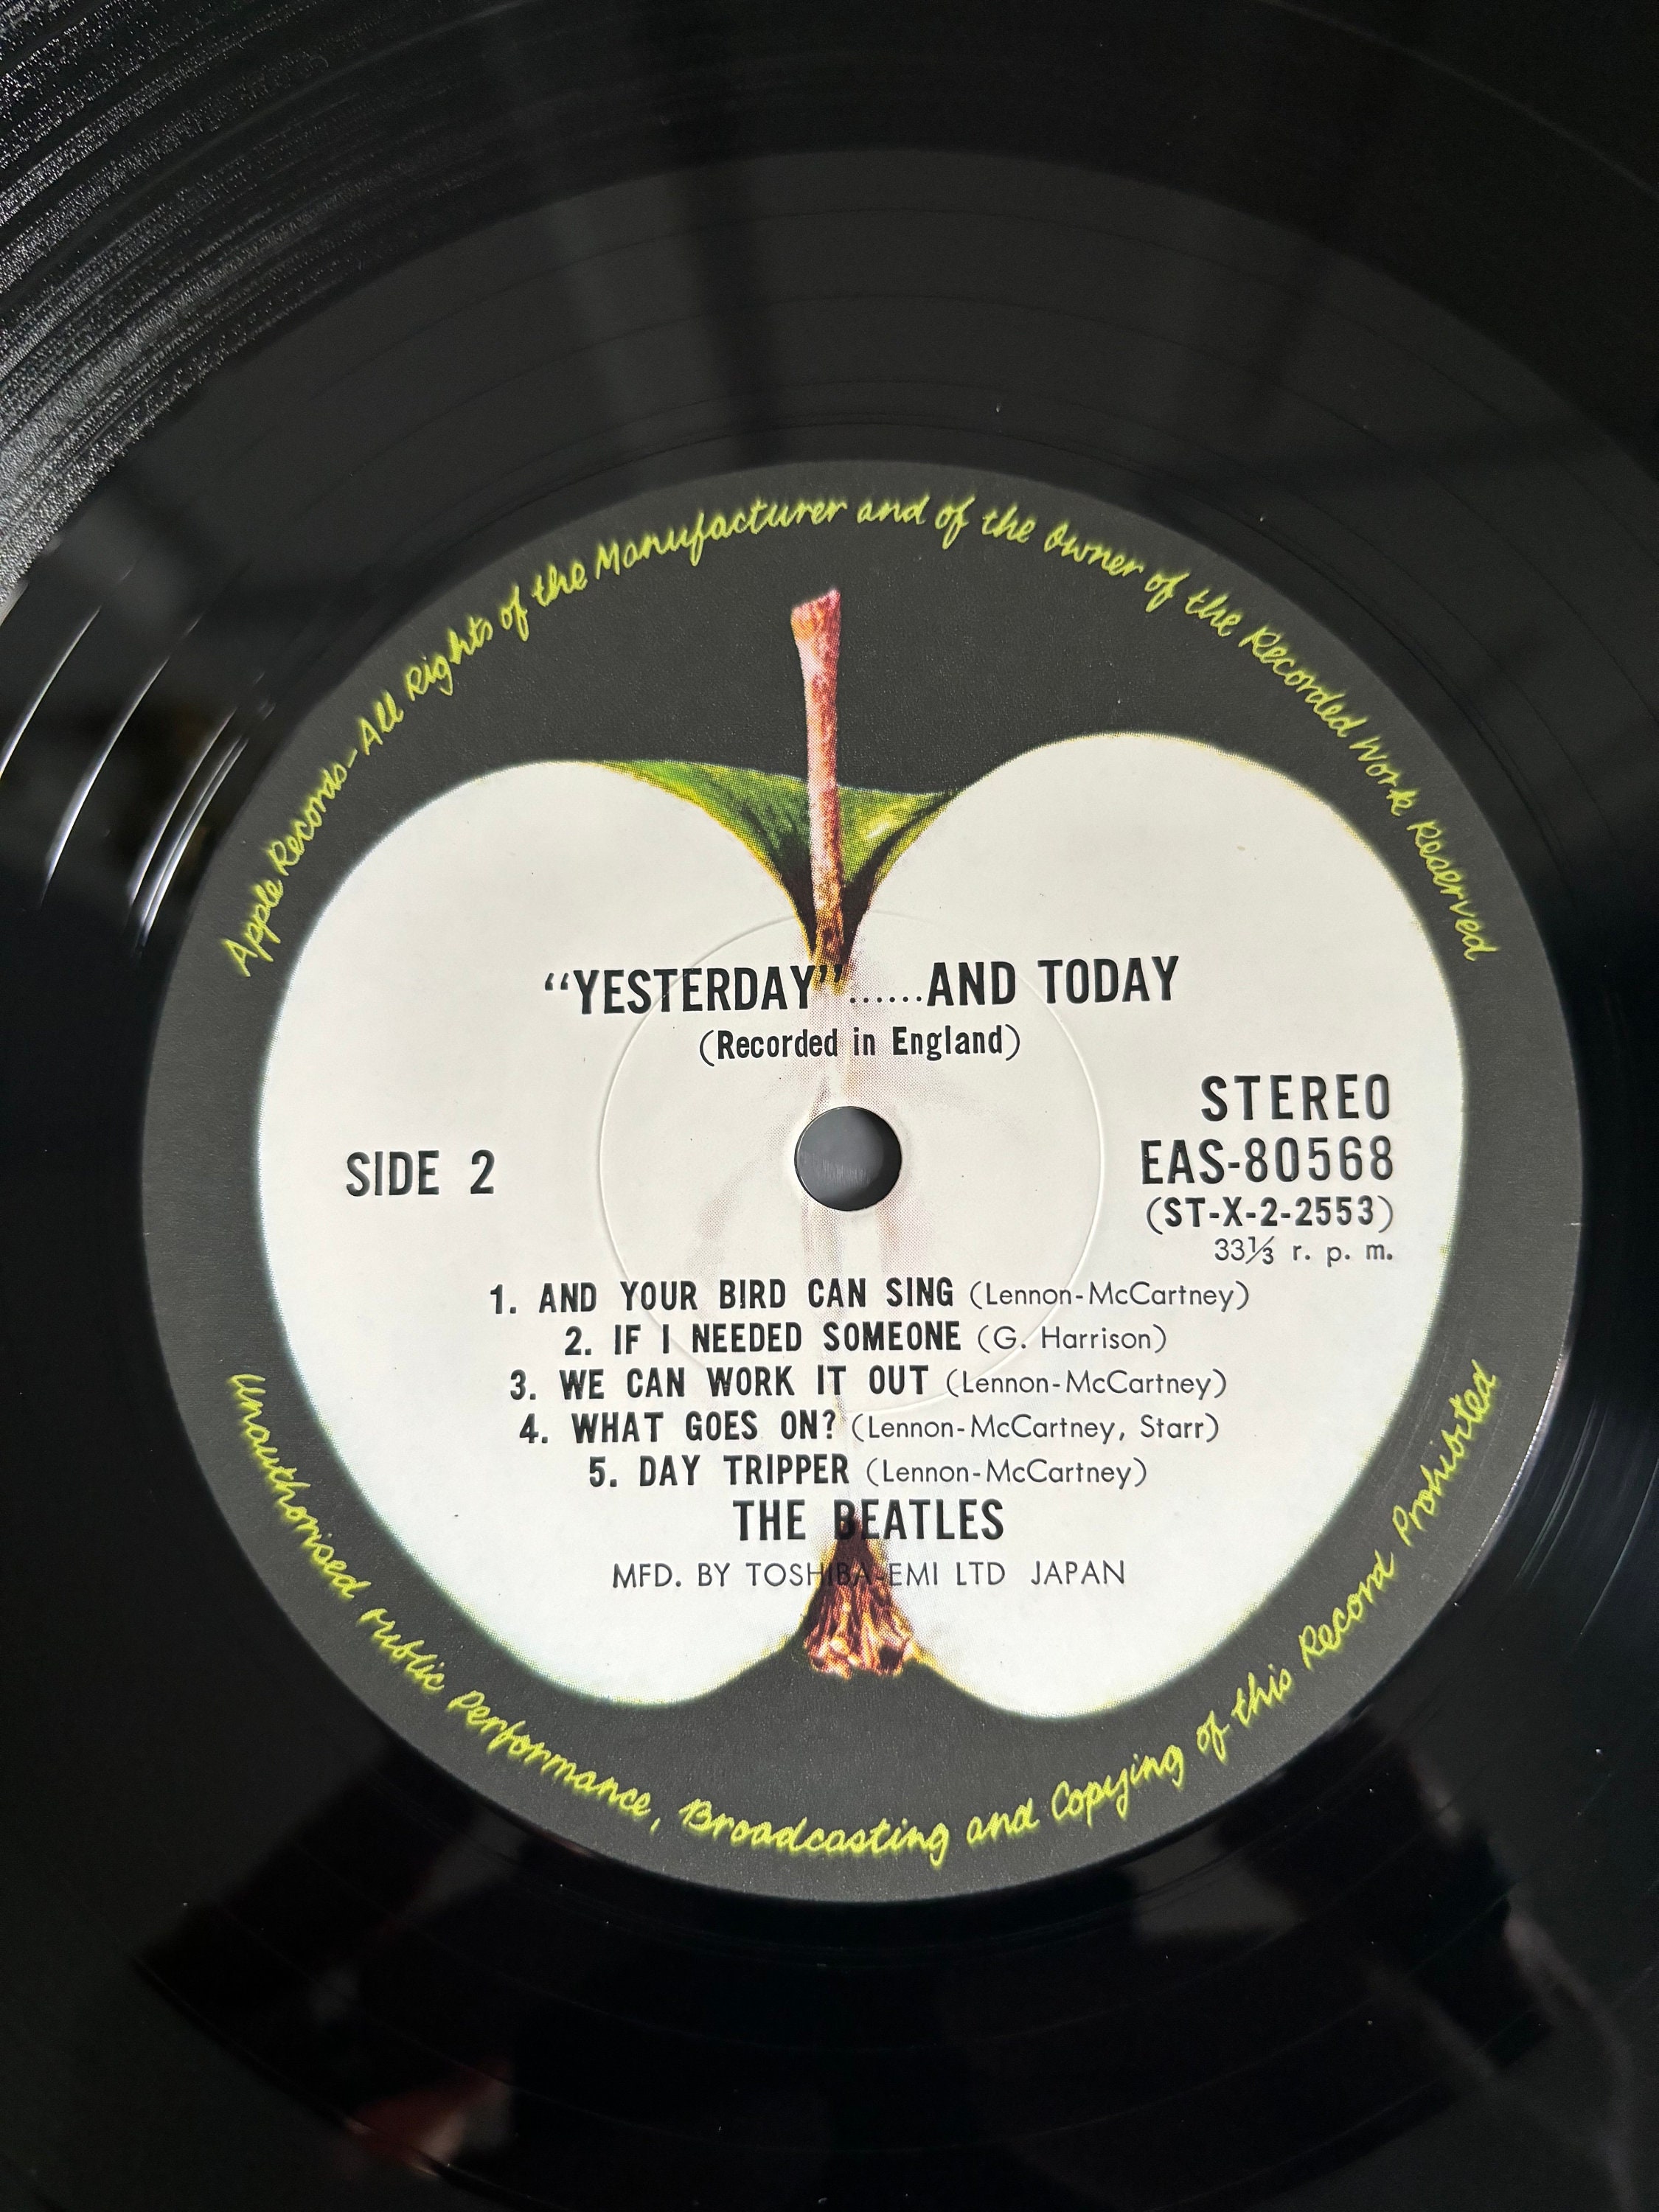 Apple Records-All Rights of the Manufacturer and of the Owner of the Recorded Work Reserved
“YESTERDAY”......AND TODAY
(Recorded in England)
SIDE 2
STEREO
EAS-80568
(ST-X-2-2553)
33⅓ r. p. m.
1. AND YOUR BIRD CAN SING (Lennon-McCartney)
2. IF I NEEDED SOMEONE (G. Harrison)
3. WE CAN WORK IT OUT (Lennon-McCartney)
4. WHAT GOES ON? (Lennon-McCartney, Starr)
5. DAY TRIPPER (Lennon-McCartney)
THE BEATLES
MFD. BY TOSHIBA-EMI LTD JAPAN
Unauthorised Public Performance, Broadcasting and Copying of this Record Prohibited